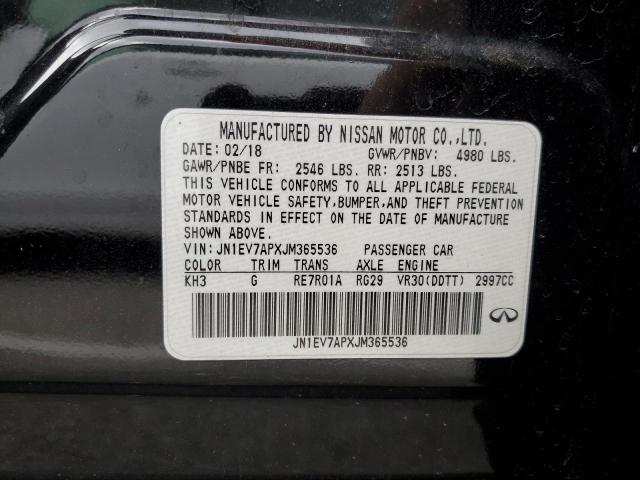 MANUFACTURED BY NISSAN MOTOR CO.,LTD.
DATE: 02/18 GVWR/PNBV: 4980 LBS.
GAWR/PNBE FR: 2546 LBS. RR: 2513 LBS.
THIS VEHICLE CONFORMS TO ALL APPLICABLE FEDERAL
MOTOR VEHICLE SAFETY, BUMPER, AND THEFT PREVENTION
STANDARDS IN EFFECT ON THE DATE OF MANUFACTURE
SHOWN ABOVE.
VIN: JN1EV7APXJM365536 PASSENGER CAR
COLOR TRIM TRANS AXLE ENGINE
KH3 G RE7R01A RG29 VR30(DDTT) 2997CC
JN1EV7APXJM365536